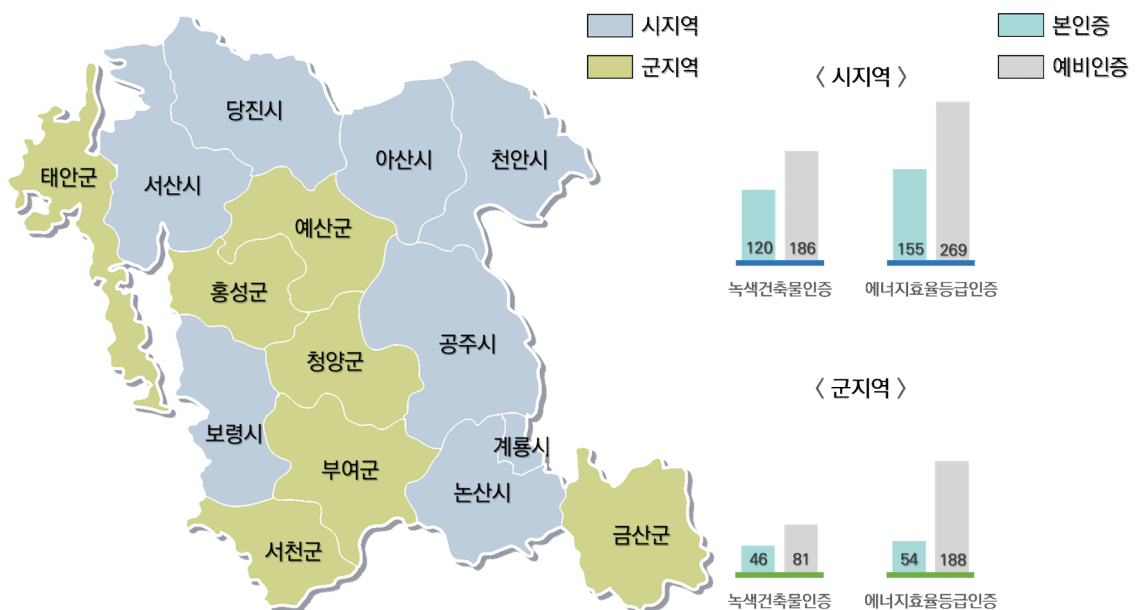 시지역
군지역
본인증
예비인증
〈 시지역 〉
당진시
아산시
천안시
태안군
서산시
예산군
홍성군
공주시
청양군
보령시
계룡시
부여군
논산시
서천군
금산군
120 186
155 269
녹색건축물인증
에너지효율등급인증
〈 군지역 〉
46 81
54 188
녹색건축물인증
에너지효율등급인증